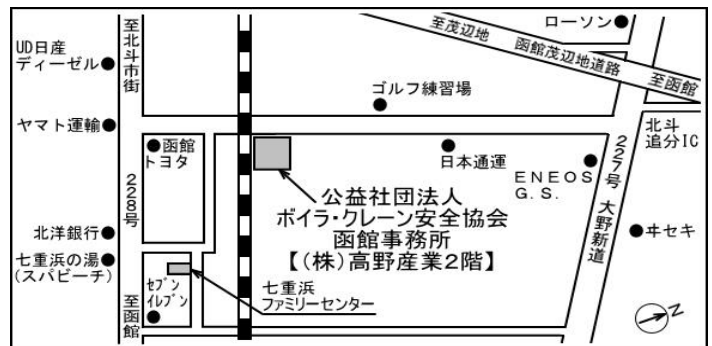 至北斗市街
UD日産
ディーゼル
ヤマト運輸
北洋銀行
七重浜の湯
(スパビーチ)
228号
至函館
函館
トヨタ
セブン
イレブン
七重浜
ファミリーセンター
公益社団法人
ボイラ・クレーン安全協会
函館事務所
【(株)高野産業2階】
ゴルフ練習場
日本通運
ENEOS
G.S.
ローソン
至茂辺地
函館茂辺地道路
至函館
北斗
追分IC
227号 大野新道
ヰセキ
N